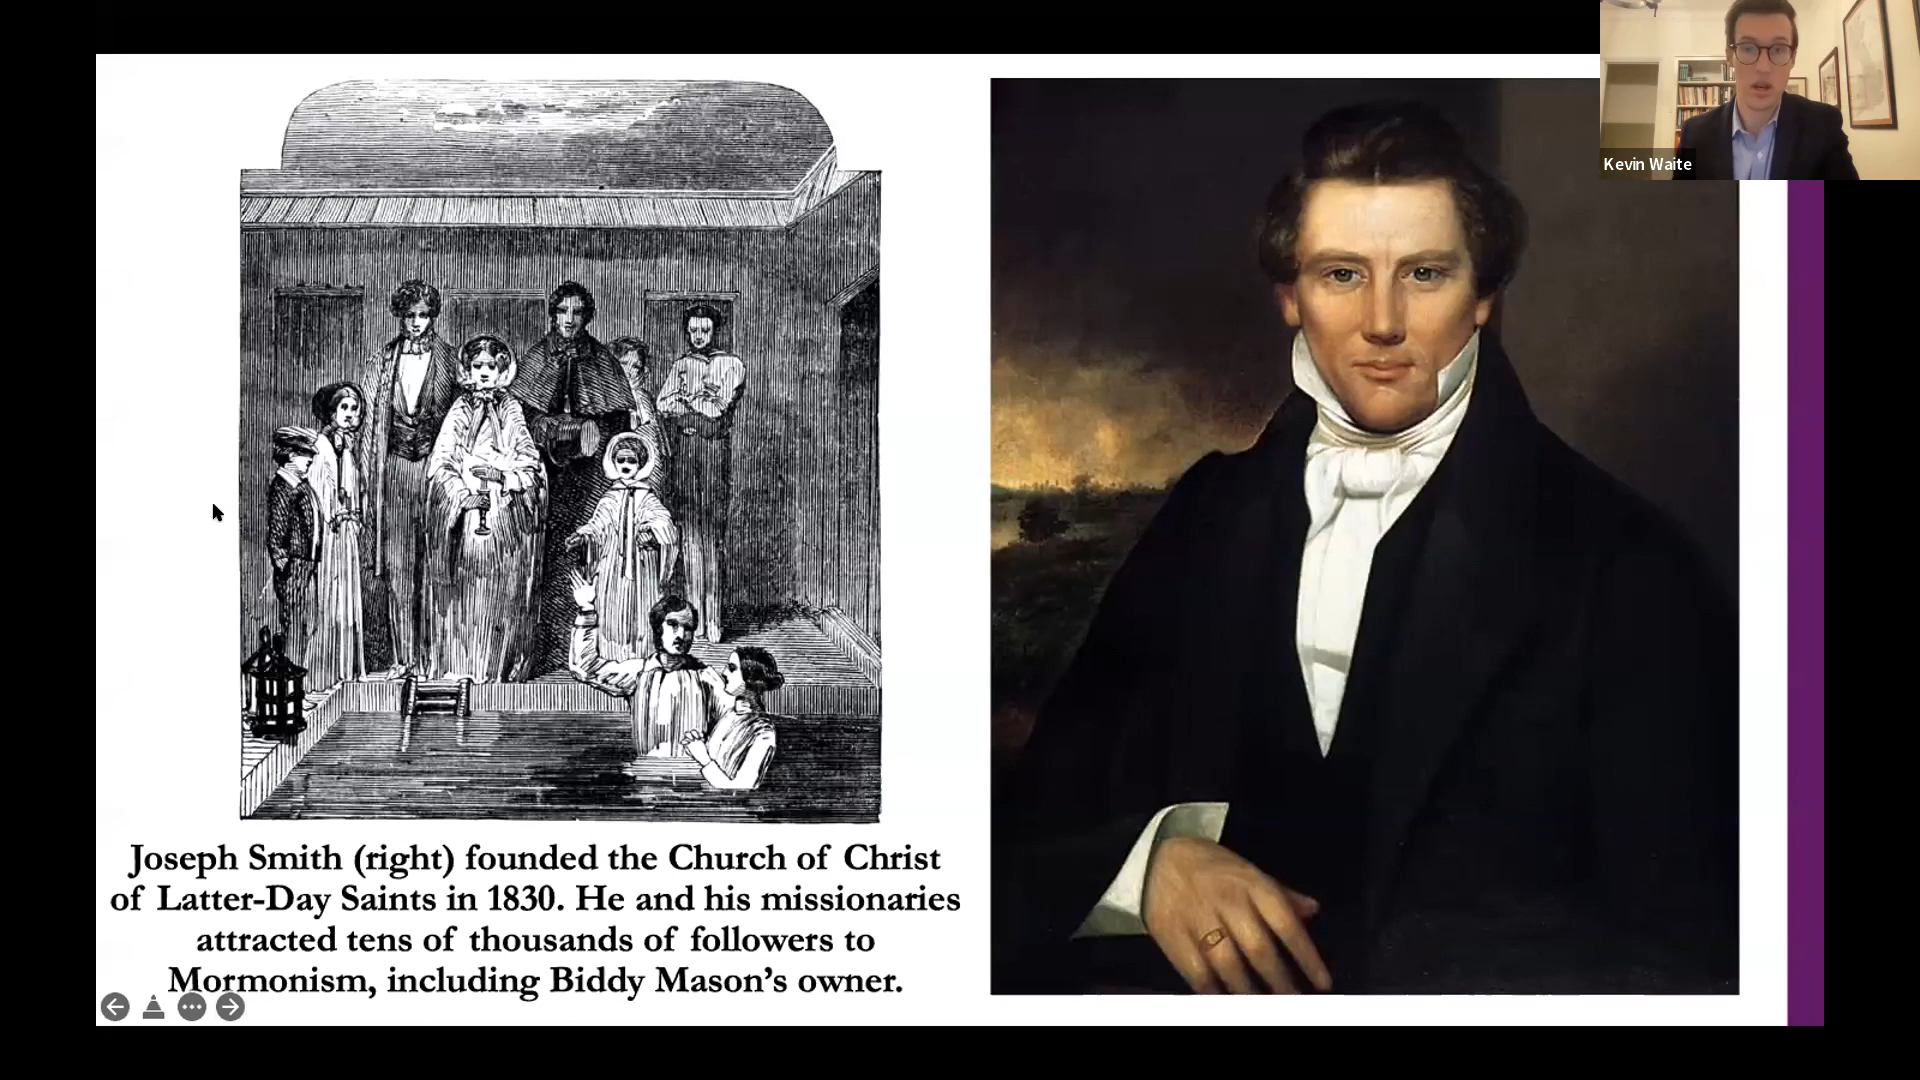 Kevin Waite
Joseph Smith (right) founded the Church of Christ
of Latter-Day Saints in 1830. He and his missionaries
attracted tens of thousands of followers to
Mormonism, including Biddy Mason's owner.